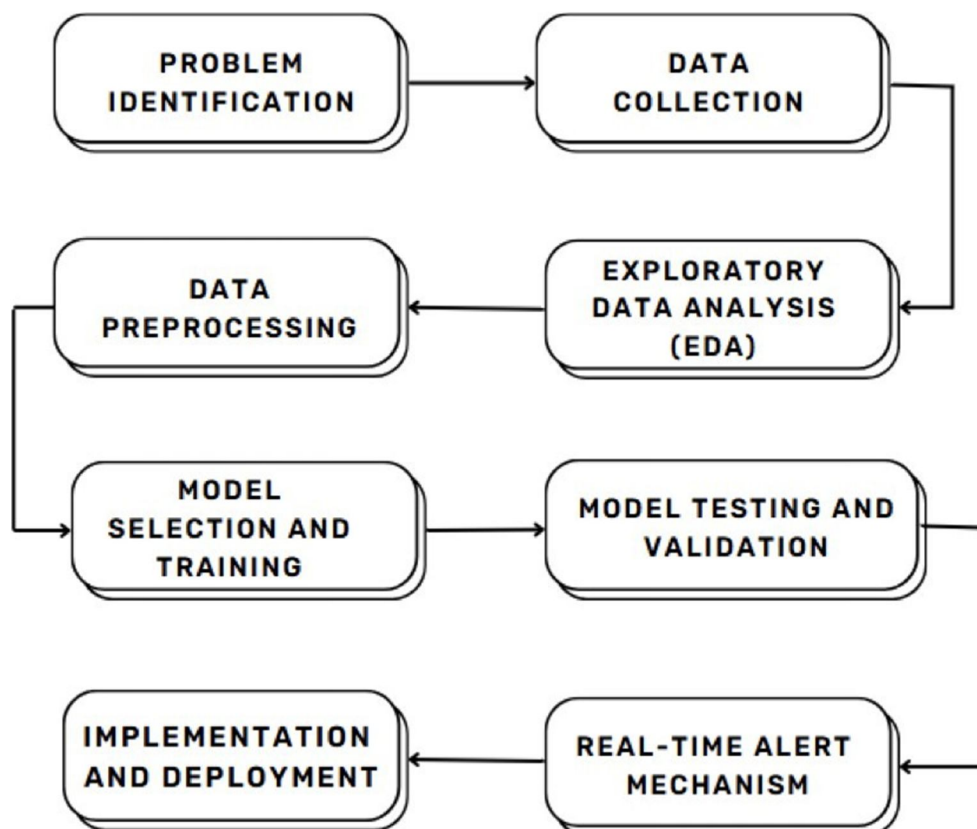 PROBLEM
IDENTIFICATION
DATA
COLLECTION
EXPLORATORY
DATA ANALYSIS
(EDA)
DATA
PREPROCESSING
MODEL
SELECTION AND
TRAINING
MODEL TESTING AND
VALIDATION
REAL-TIME ALERT
MECHANISM
IMPLEMENTATION
AND DEPLOYMENT